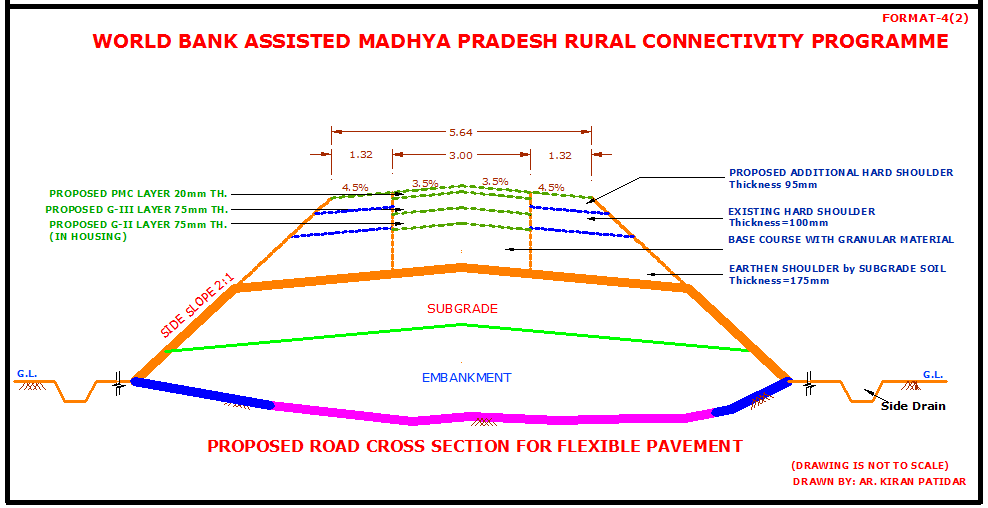 FORMAT-4(2)
WORLD BANK ASSISTED MADHYA PRADESH RURAL CONNECTIVITY PROGRAMME
5.64
1.32
3.00
1.32
4.5%
3.5%
3.5%
4.5%
PROPOSED PMC LAYER 20mm TH.
PROPOSED G-III LAYER 75mm TH.
PROPOSED G-II LAYER 75mm TH.
(IN HOUSING)
PROPOSED ADDITIONAL HARD SHOULDER
Thickness 95mm
EXISTING HARD SHOULDER
Thickness=100mm
BASE COURSE WITH GRANULAR MATERIAL
EARTHEN SHOULDER by SUBGRADE SOIL
Thickness=175mm
SIDE SLOPE 2:1
SUBGRADE
EMBANKMENT
G.L.
G.L.
Side Drain
PROPOSED ROAD CROSS SECTION FOR FLEXIBLE PAVEMENT
(DRAWING IS NOT TO SCALE)
DRAWN BY: AR. KIRAN PATIDAR